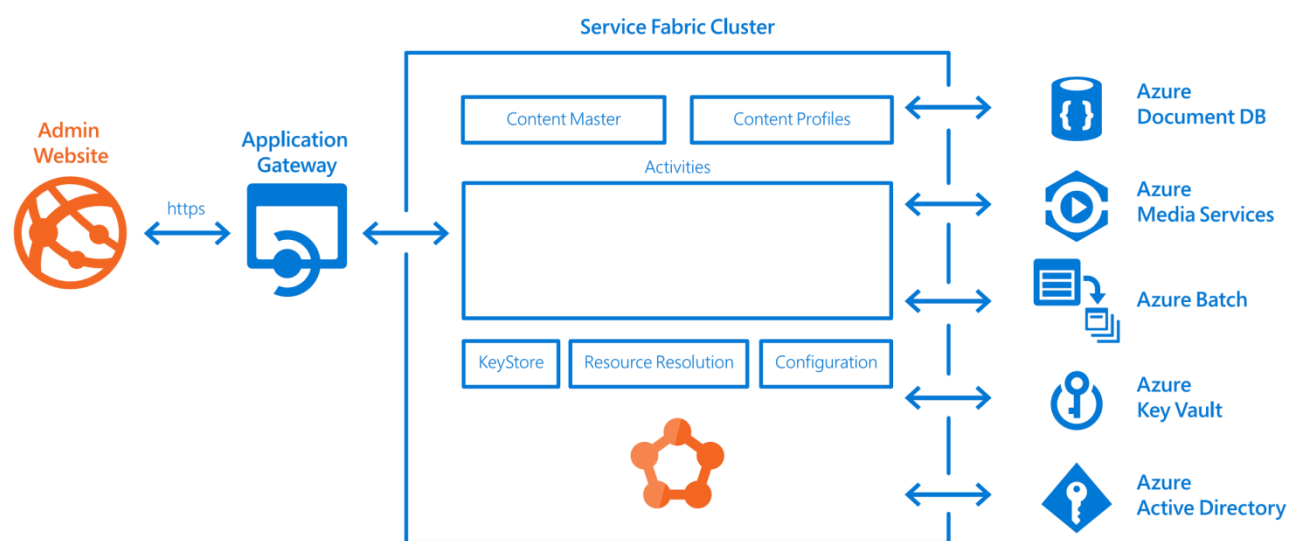 Service Fabric Cluster
Admin
Website
https
Application
Gateway
Content Master
Content Profiles
Activities
KeyStore
Resource Resolution
Configuration
Azure
Document DB
Azure
Media Services
Azure Batch
Azure
Key Vault
Azure
Active Directory